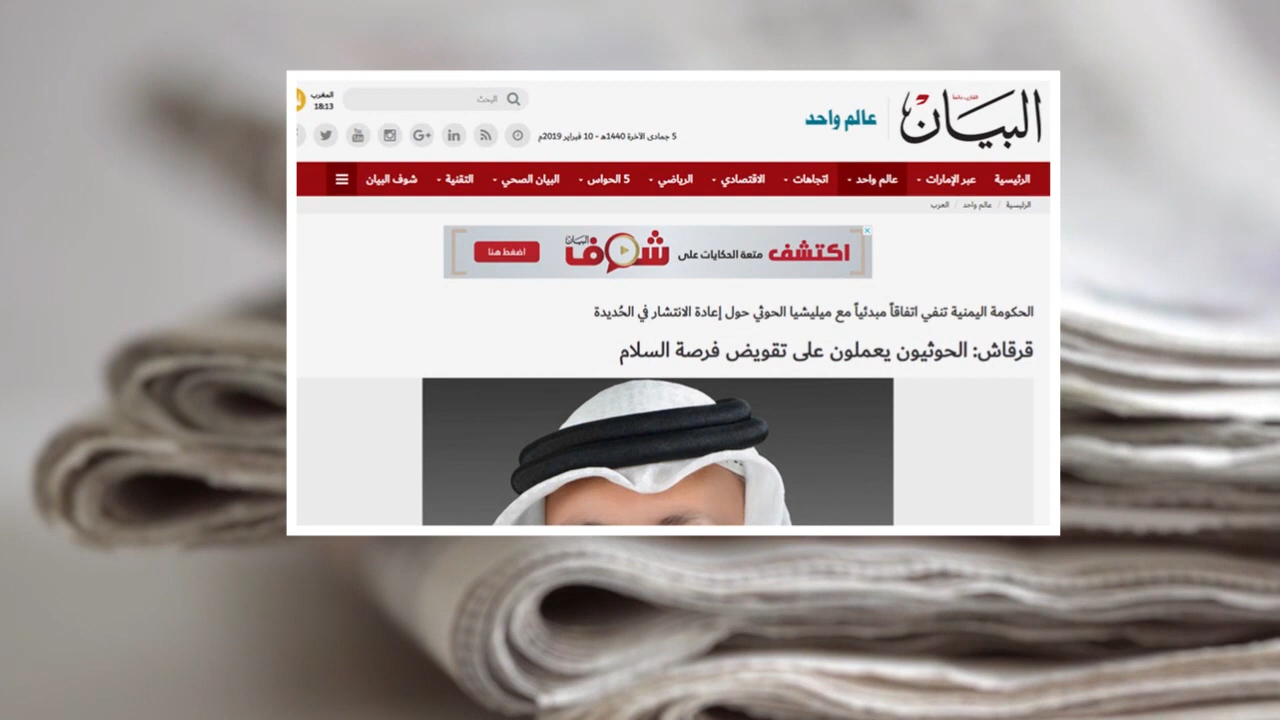 البيان
القارئ دائماً
عالم واحد
البحث
المغرب
18:13
5 جمادى الآخرة 1440هـ - 10 فبراير 2019م
الرئيسية عبر الإمارات عالم واحد اتجاهات الاقتصادي الرياضي 5 الحواس البيان الصحي التقنية شوف البيان
الرئيسية / عالم واحد / العرب
اكتشف متعة الحكايات على شوف البيان اضغط هنا
الحكومة اليمنية تنفي اتفاقاً مبدئياً مع ميليشيا الحوثي حول إعادة الانتشار في الحُديدة
قرقاش: الحوثيون يعملون على تقويض فرصة السلام